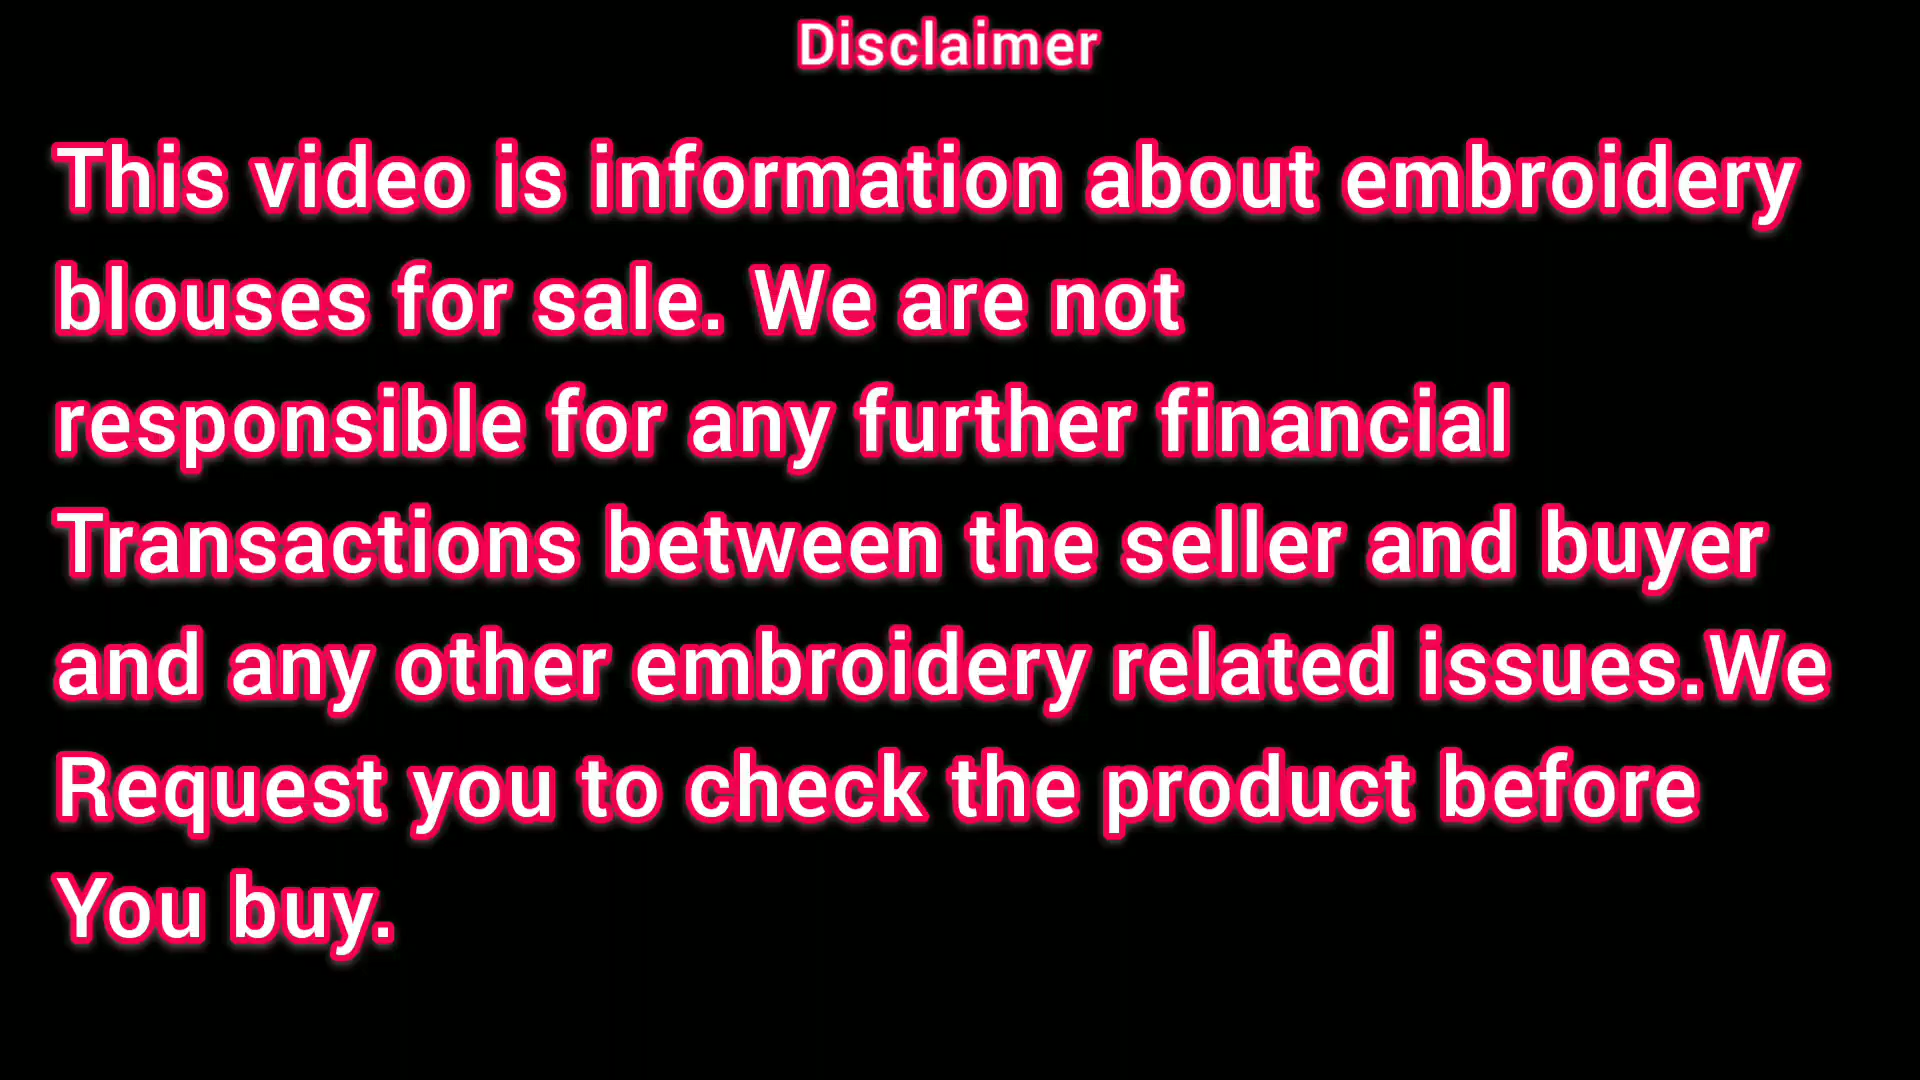 Disclaimer
This video is information about embroidery
blouses for sale. We are not
responsible for any further financial
Transactions between the seller and buyer
and any other embroidery related issues.We
Request you to check the product before
You buy.